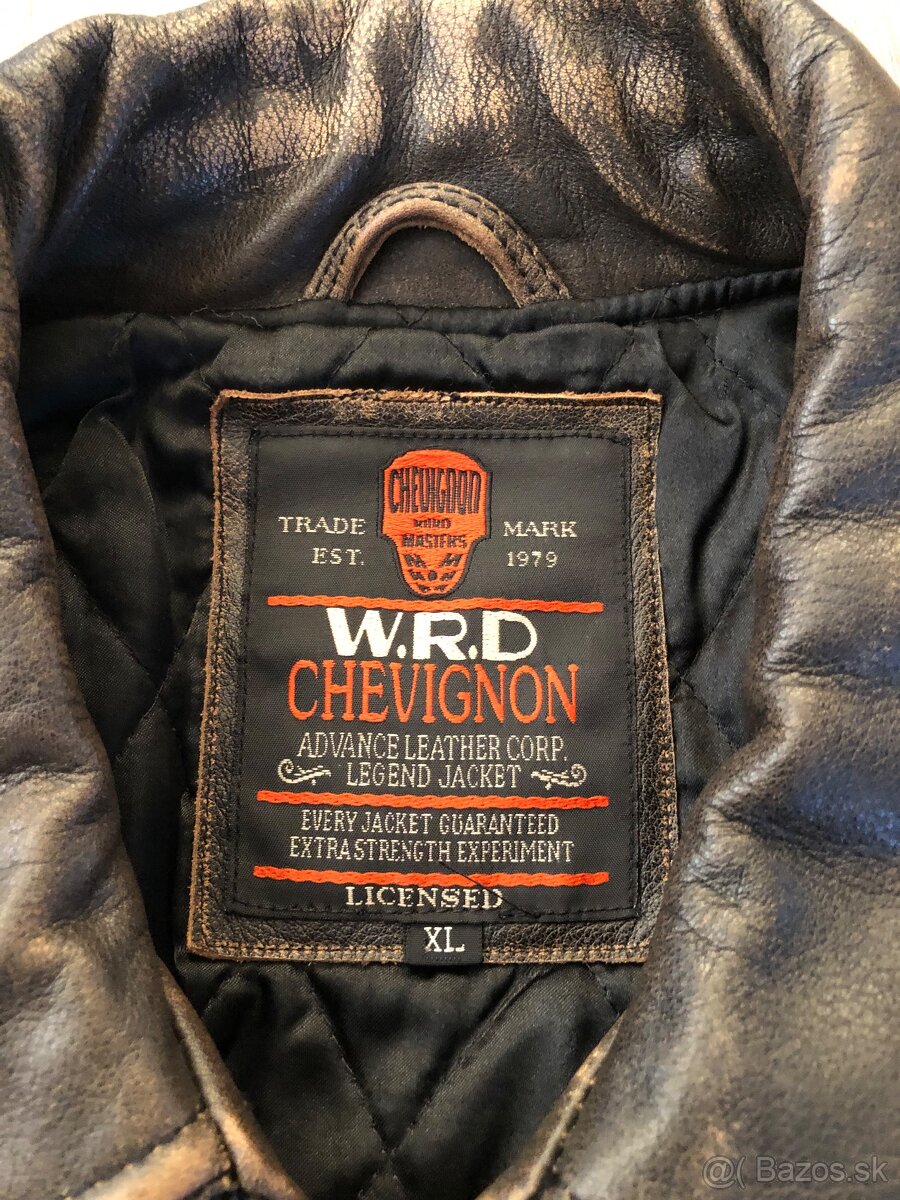 CHEVIGNON
MASTERS
TRADE MARK
EST. 1979
W.R.D
CHEVIGNON
ADVANCE LEATHER CORP.
LEGEND JACKET
EVERY JACKET GUARANTEED
EXTRA STRENGTH EXPERIMENT
LICENSED
XL
@( Bazos.sk